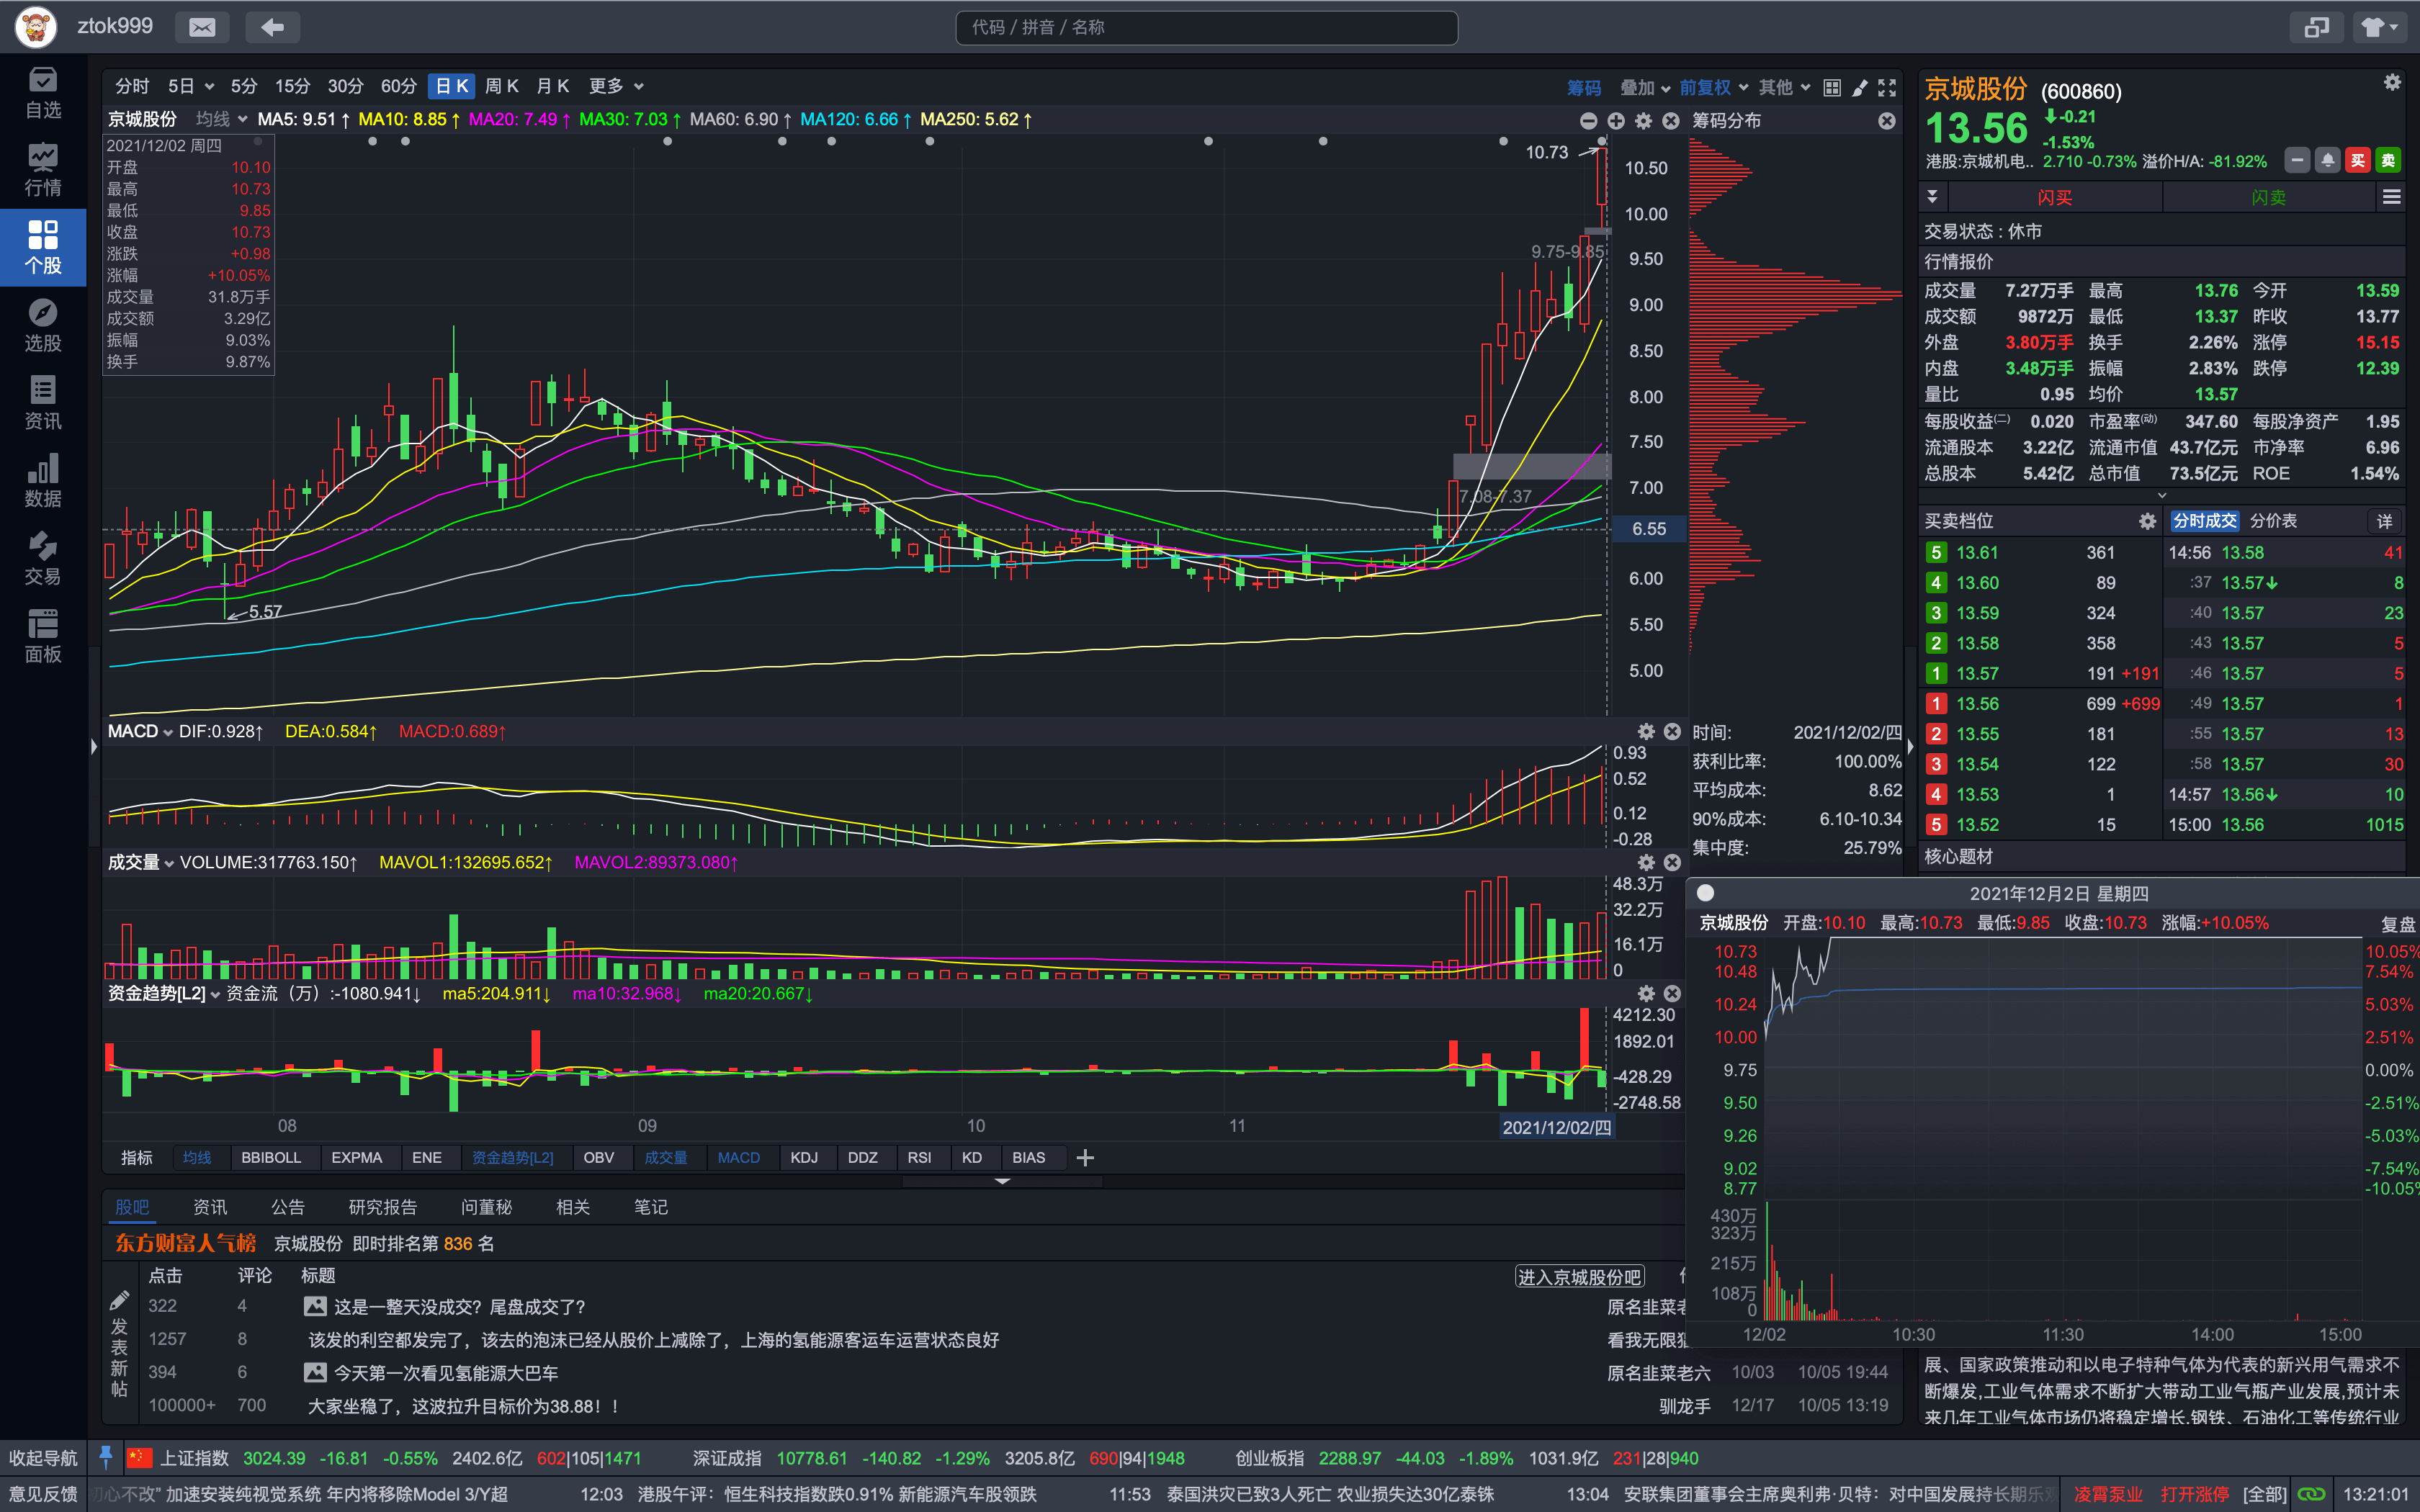 ztok999
代码 / 拼音 / 名称
自选
行情
个股
选股
资讯
数据
交易
面板
分时 5日 5分 15分 30分 60分 日K 周K 月K 更多 筹码 叠加 前复权 其他
京城股份 均线 MA5: 9.51↑ MA10: 8.85↑ MA20: 7.49↑ MA30: 7.03↑ MA60: 6.90↑ MA120: 6.66↑ MA250: 5.62↑
筹码分布
2021/12/02 周四
开盘 10.10
最高 10.73
最低 9.85
收盘 10.73
涨跌 +0.98
涨幅 +10.05%
成交量 31.8万手
成交额 3.29亿
振幅 9.03%
换手 9.87%
10.73
9.75-9.85
7.08-7.37
5.57
10.50
10.00
9.50
9.00
8.50
8.00
7.50
7.00
6.55
6.00
5.50
5.00
MACD DIF:0.928↑ DEA:0.584↑ MACD:0.689↑
0.93
0.52
0.12
-0.28
成交量 VOLUME:317763.150↑ MAVOL1:132695.652↑ MAVOL2:89373.080↑
48.3万
32.2万
16.1万
0
资金趋势[L2] 资金流（万）:-1080.941↓ ma5:204.911↓ ma10:32.968↓ ma20:20.667↓
4212.30
1892.01
-428.29
-2748.58
08 09 10 11 2021/12/02/四
指标 均线 BBIBOLL EXPMA ENE 资金趋势[L2] OBV 成交量 MACD KDJ DDZ RSI KD BIAS
时间: 2021/12/02/四
获利比率: 100.00%
平均成本: 8.62
90%成本: 6.10-10.34
集中度: 25.79%
股吧 资讯 公告 研究报告 问董秘 相关 笔记
东方财富人气榜 京城股份 即时排名第 836 名
点击 评论 标题 进入京城股份吧
发表新帖
322 4 这是一整天没成交？尾盘成交了？ 原名韭菜老
1257 8 该发的利空都发完了，该去的泡沫已经从股价上减除了，上海的氢能源客运车运营状态良好 看我无限
394 6 今天第一次看见氢能源大巴车 原名韭菜老六 10/03 10/05 19:44
100000+ 700 大家坐稳了，这波拉升目标价为38.88！！ 驯龙手 12/17 10/05 13:19
京城股份 (600860)
13.56 -0.21
-1.53%
港股:京城机电.. 2.710 -0.73% 溢价H/A: -81.92% 买 卖
闪买 闪卖
交易状态 : 休市
行情报价
成交量 7.27万手 最高 13.76 今开 13.59
成交额 9872万 最低 13.37 昨收 13.77
外盘 3.80万手 换手 2.26% 涨停 15.15
内盘 3.48万手 振幅 2.83% 跌停 12.39
量比 0.95 均价 13.57
每股收益(二) 0.020 市盈率(动) 347.60 每股净资产 1.95
流通股本 3.22亿 流通市值 43.7亿元 市净率 6.96
总股本 5.42亿 总市值 73.5亿元 ROE 1.54%
买卖档位 分时成交 分价表 详
5 13.61 361 14:56 13.58 41
4 13.60 89 :37 13.57↓ 8
3 13.59 324 :40 13.57 23
2 13.58 358 :43 13.57 5
1 13.57 191 +191 :46 13.57 5
1 13.56 699 +699 :49 13.57 1
2 13.55 181 :55 13.57 13
3 13.54 122 :58 13.57 30
4 13.53 1 14:57 13.56↓ 10
5 13.52 15 15:00 13.56 1015
核心题材
2021年12月2日 星期四
京城股份 开盘:10.10 最高:10.73 最低:9.85 收盘:10.73 涨幅:+10.05% 复盘
10.73 10.05%
10.48 7.54%
10.24 5.03%
10.00 2.51%
9.75 0.00%
9.50 -2.51%
9.26 -5.03%
9.02 -7.54%
8.77 -10.05%
430万
323万
215万
108万
0
12/02 10:30 11:30 14:00 15:00
展、国家政策推动和以电子特种气体为代表的新兴用气需求不
断爆发,工业气体需求不断扩大带动工业气瓶产业发展,预计未
来几年工业气体市场仍将稳定增长,钢铁、石油化工等传统行业
收起导航 上证指数 3024.39 -16.81 -0.55% 2402.6亿 602|105|1471 深证成指 10778.61 -140.82 -1.29% 3205.8亿 690|94|1948 创业板指 2288.97 -44.03 -1.89% 1031.9亿 231|28|940
意见反馈 初心不改” 加速安装纯视觉系统 年内将移除Model 3/Y超 12:03 港股午评：恒生科技指数跌0.91% 新能源汽车股领跌 11:53 泰国洪灾已致3人死亡 农业损失达30亿泰铢 13:04 安联集团董事会主席奥利弗·贝特：对中国发展持长期乐观 凌霄泵业 打开涨停 [全部] 13:21:01